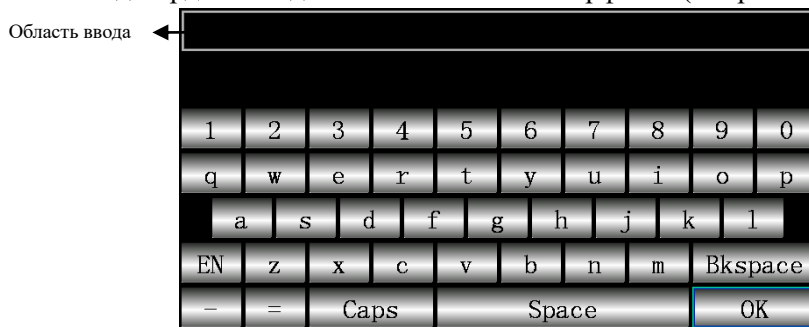 Область ввода
1 2 3 4 5 6 7 8 9 0
q w e r t y u i o p
a s d f g h j k l
EN z x c v b n m Bkspace
- = Caps Space OK